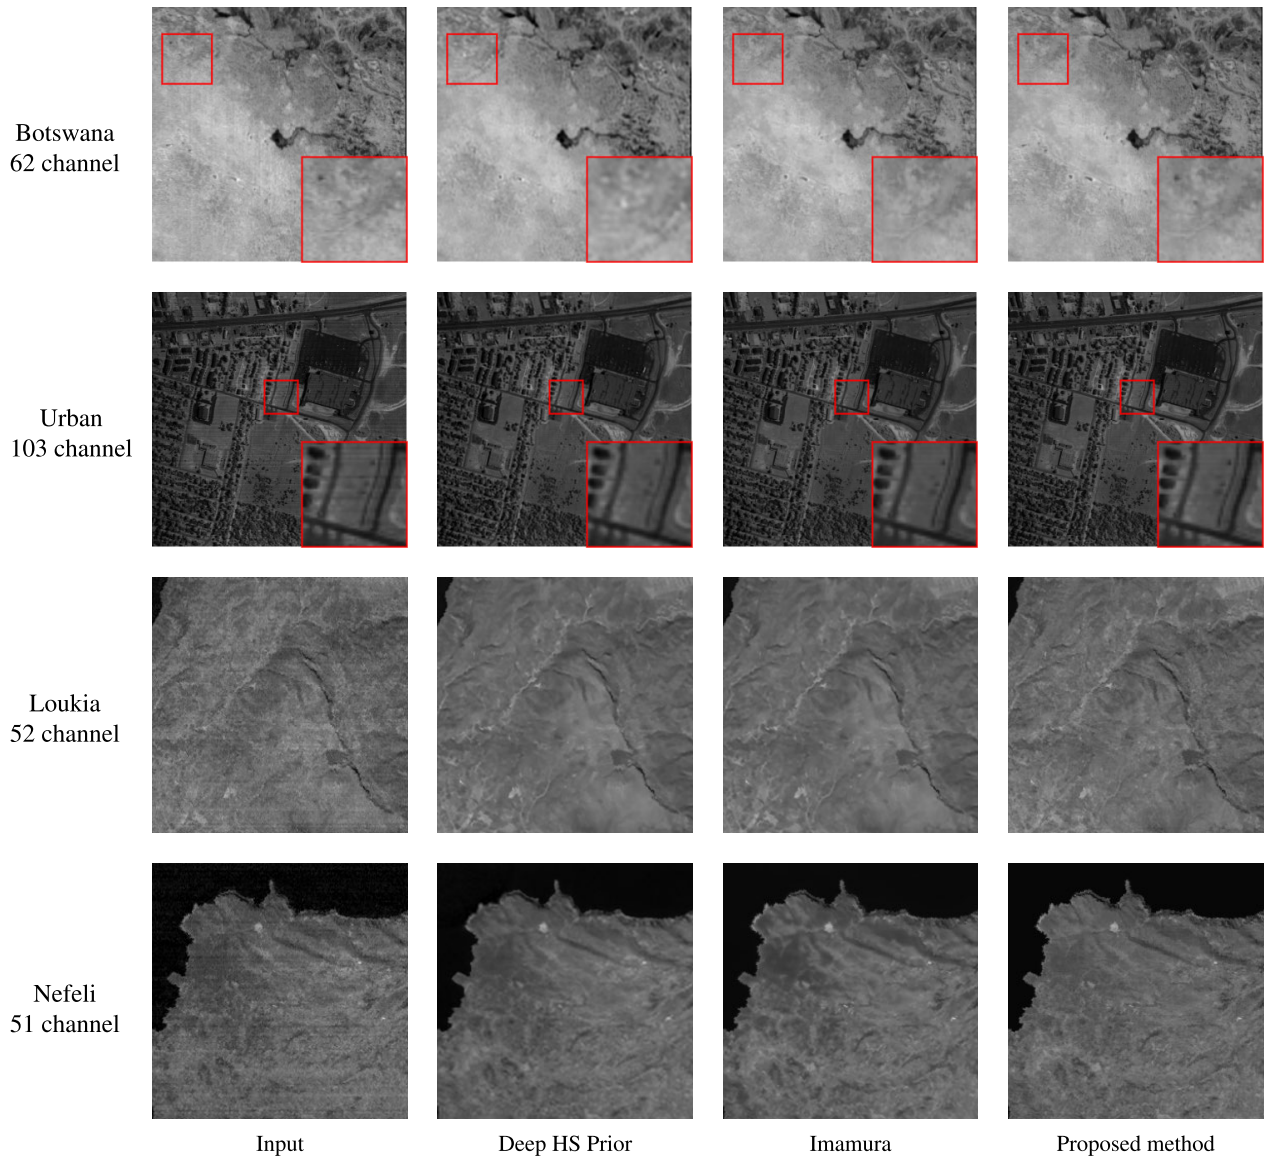 Botswana
62 channel
Urban
103 channel
Loukia
52 channel
Nefeli
51 channel
Input
Deep HS Prior
Imamura
Proposed method